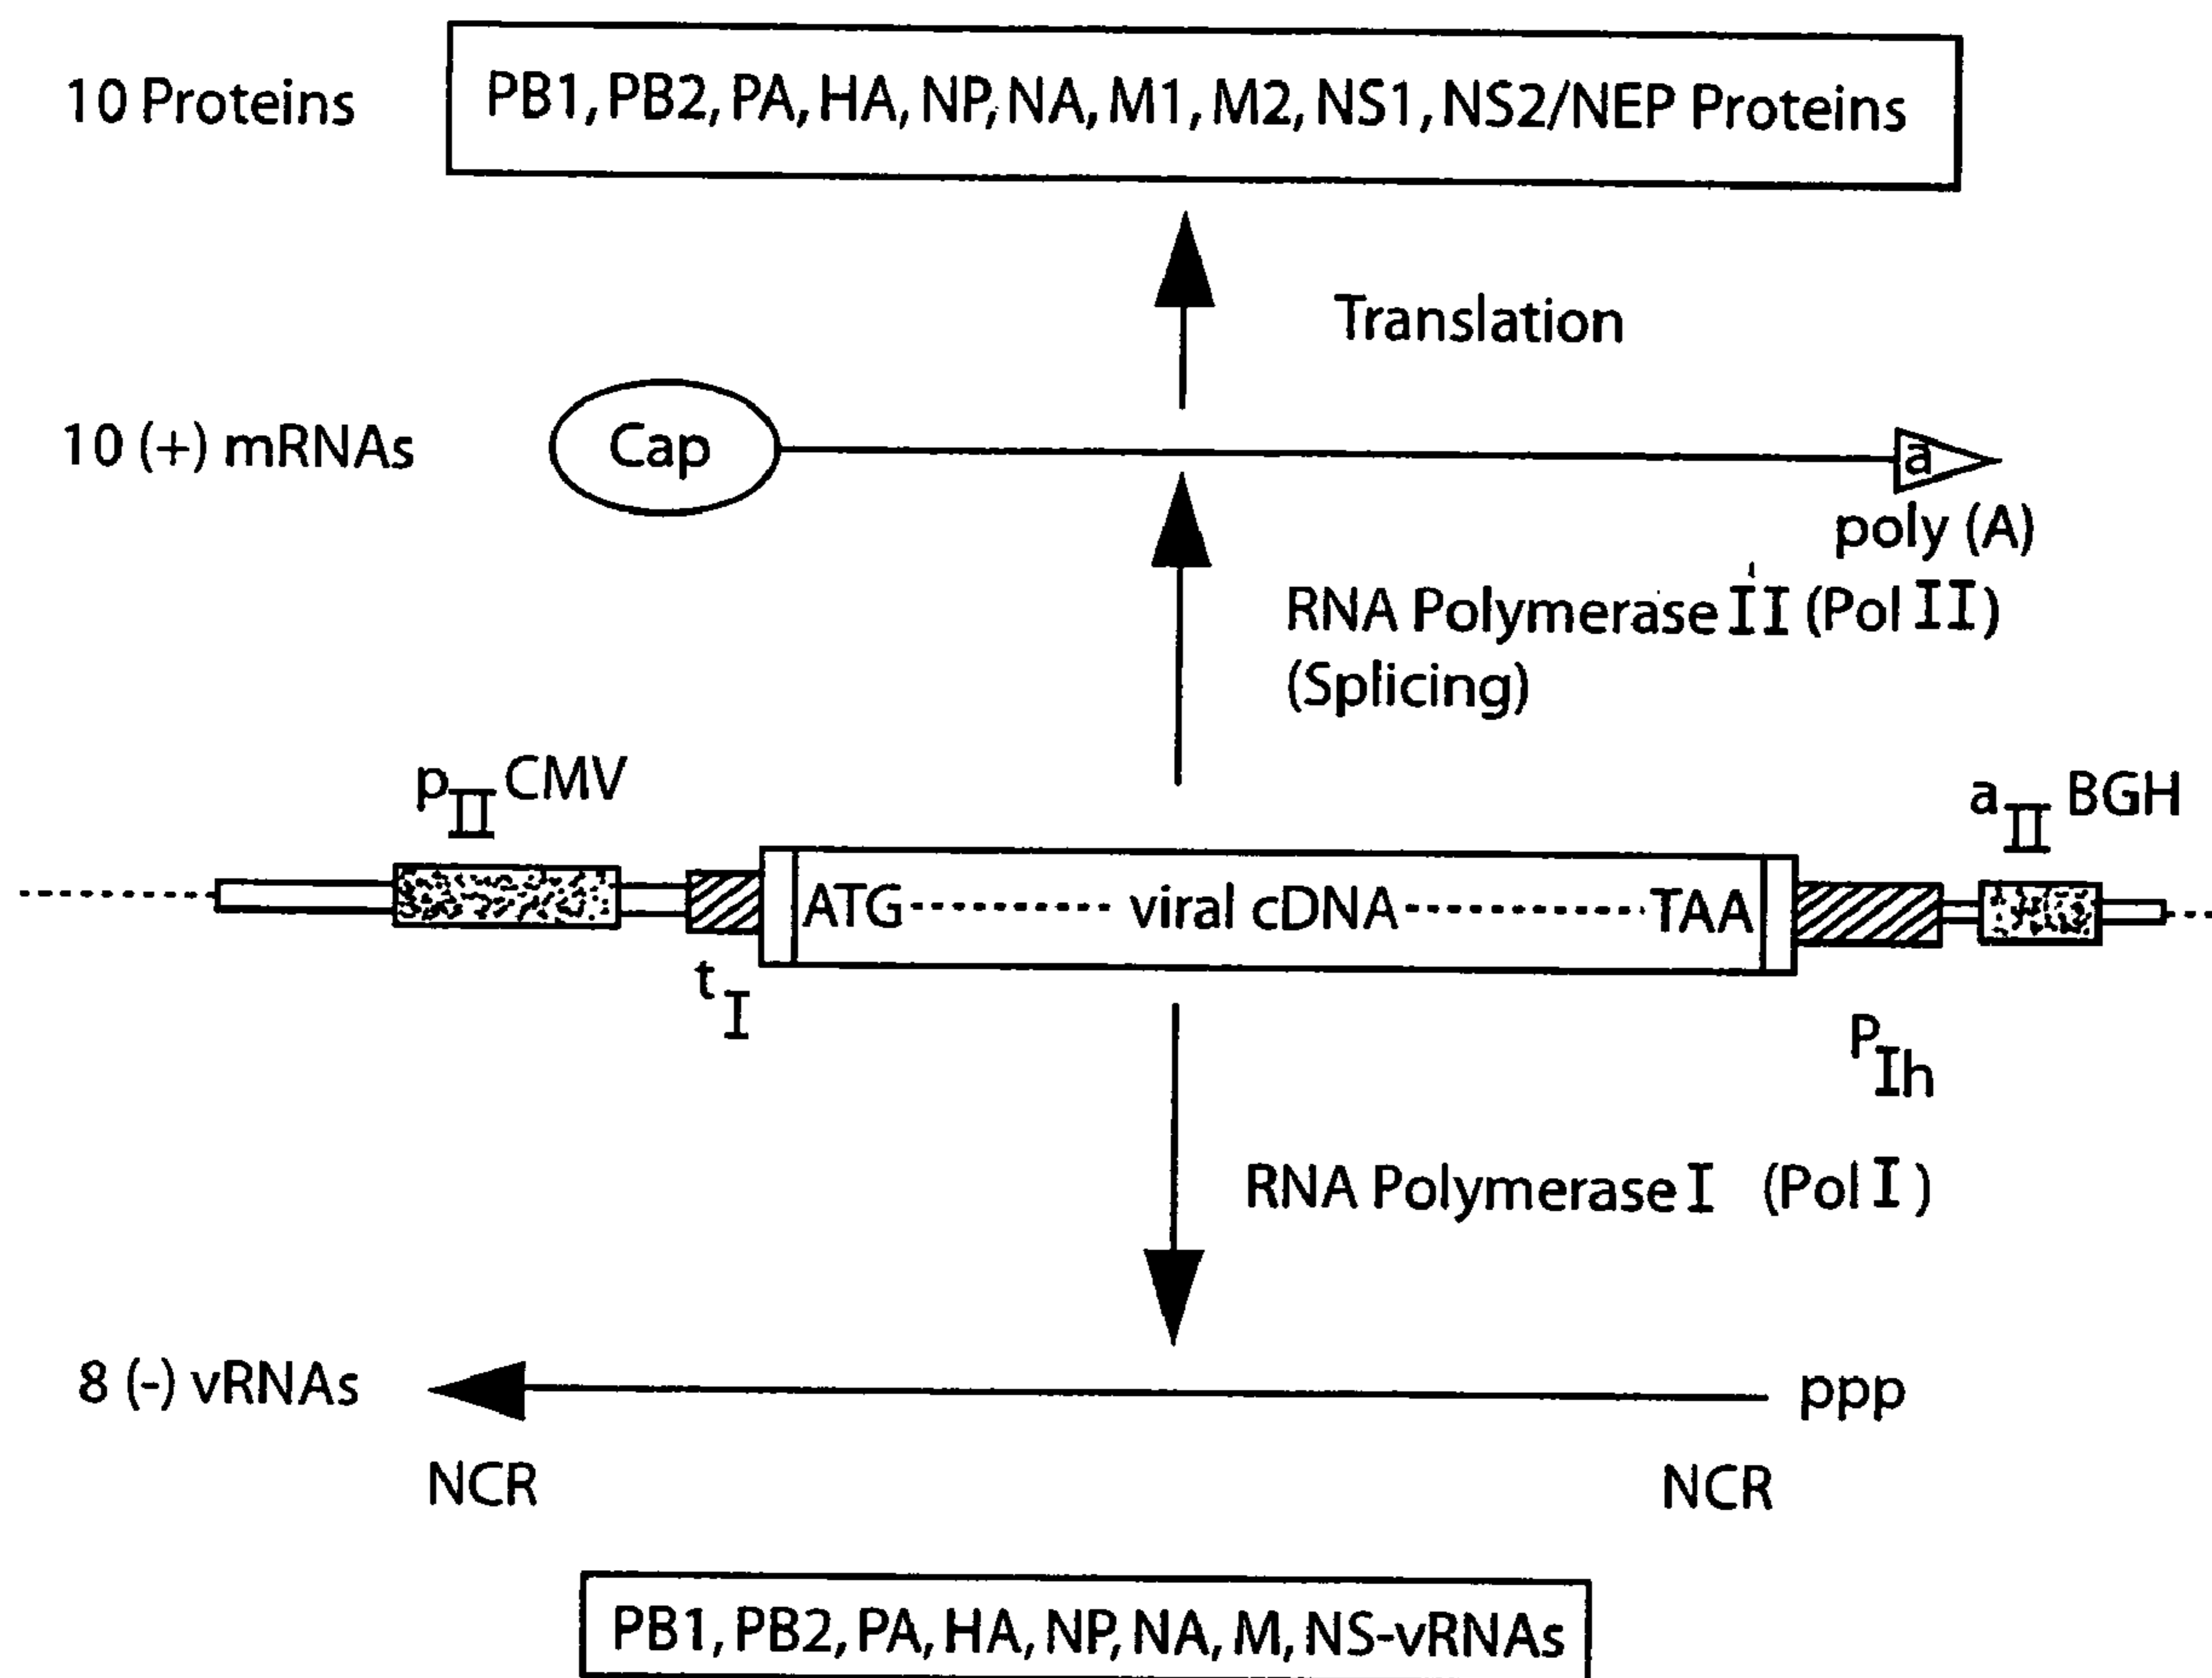 10 Proteins
PB1, PB2, PA, HA, NP, NA, M1, M2, NS1, NS2/NEP Proteins
Translation
10 (+) mRNAs
Cap
a
poly (A)
RNA Polymerase II (Pol II)
(Splicing)
pII CMV
aII BGH
ATG
viral cDNA
TAA
tI
PIh
RNA Polymerase I (Pol I)
8 (-) vRNAs
ppp
NCR
NCR
PB1, PB2, PA, HA, NP, NA, M, NS-vRNAs